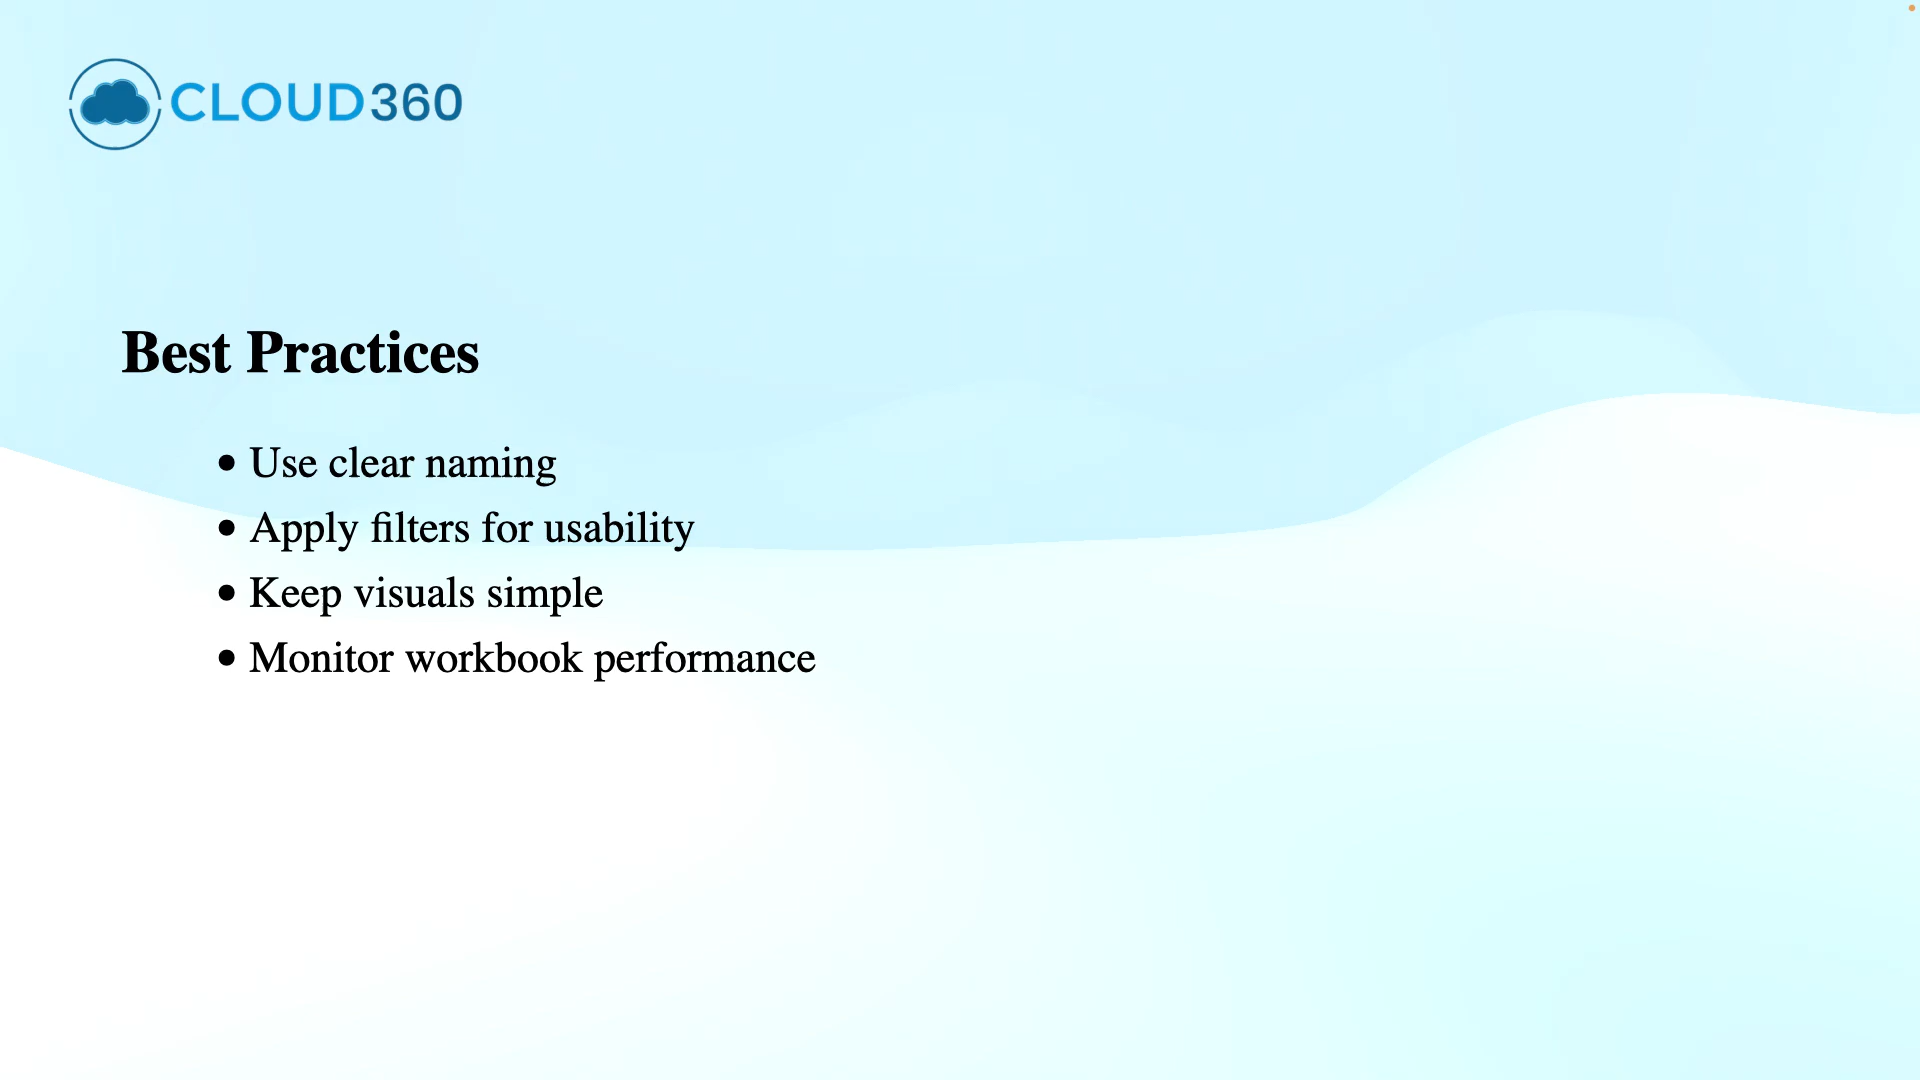 CLOUD360
Best Practices
• Use clear naming
• Apply filters for usability
• Keep visuals simple
• Monitor workbook performance